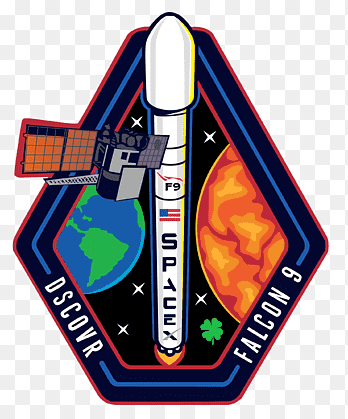 F9
SPACEX
DSCOVR
FALCON 9